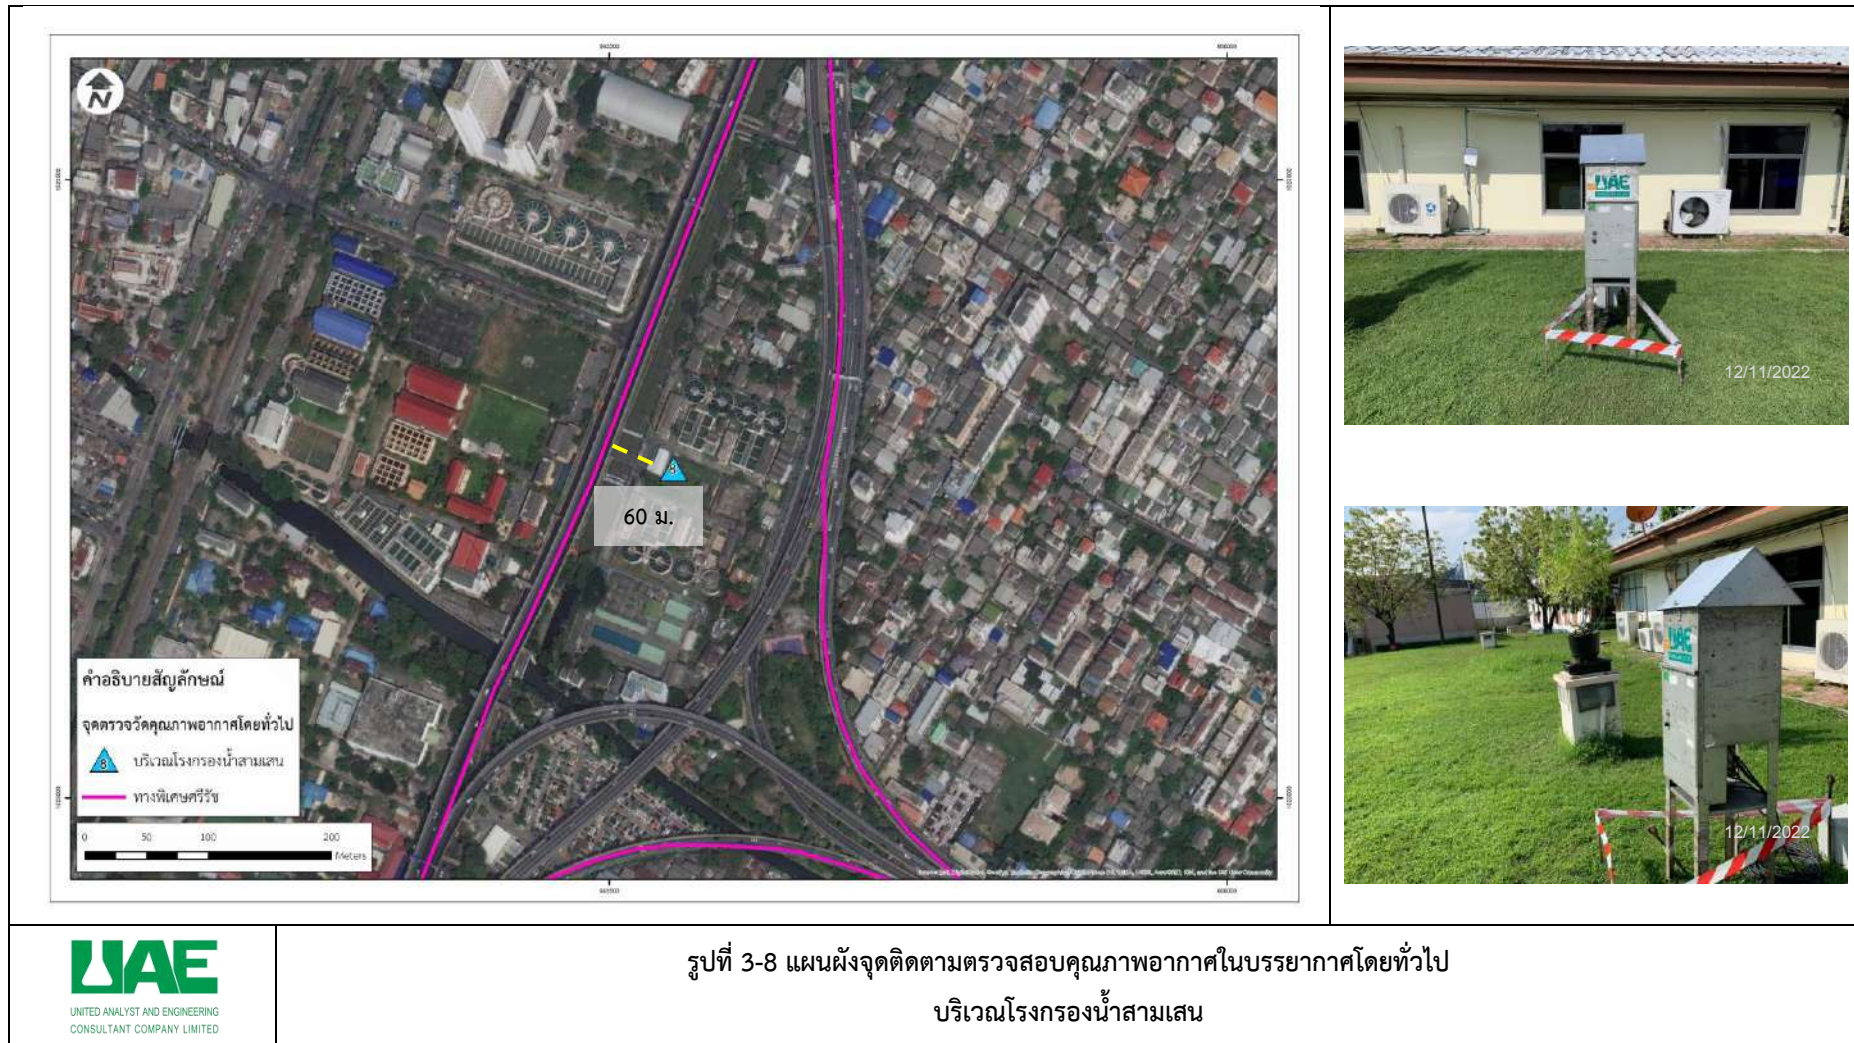 N
8
60 ม.
คำอธิบายสัญลักษณ์
จุดตรวจวัดคุณภาพอากาศโดยทั่วไป
8 บริเวณโรงกรองน้ำสามเสน
ทางพิเศษศรีรัช
0 50 100 200
Meters
UAE
12/11/2022
UAE
12/11/2022
UAE
UNITED ANALYST AND ENGINEERING
CONSULTANT COMPANY LIMITED
รูปที่ 3-8 แผนผังจุดติดตามตรวจสอบคุณภาพอากาศในบรรยากาศโดยทั่วไป
บริเวณโรงกรองน้ำสามเสน